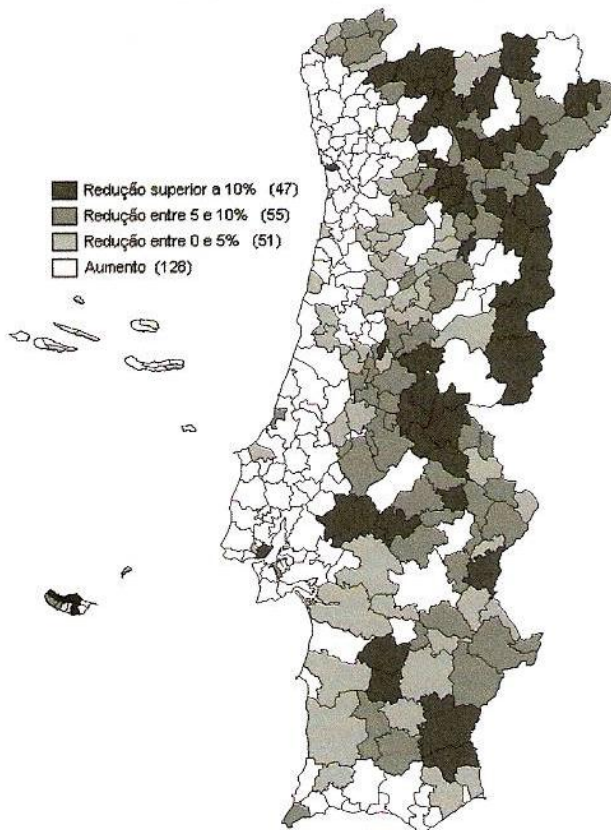 Redução superior a 10% (47)
Redução entre 5 e 10% (55)
Redução entre 0 e 5% (51)
Aumento (126)